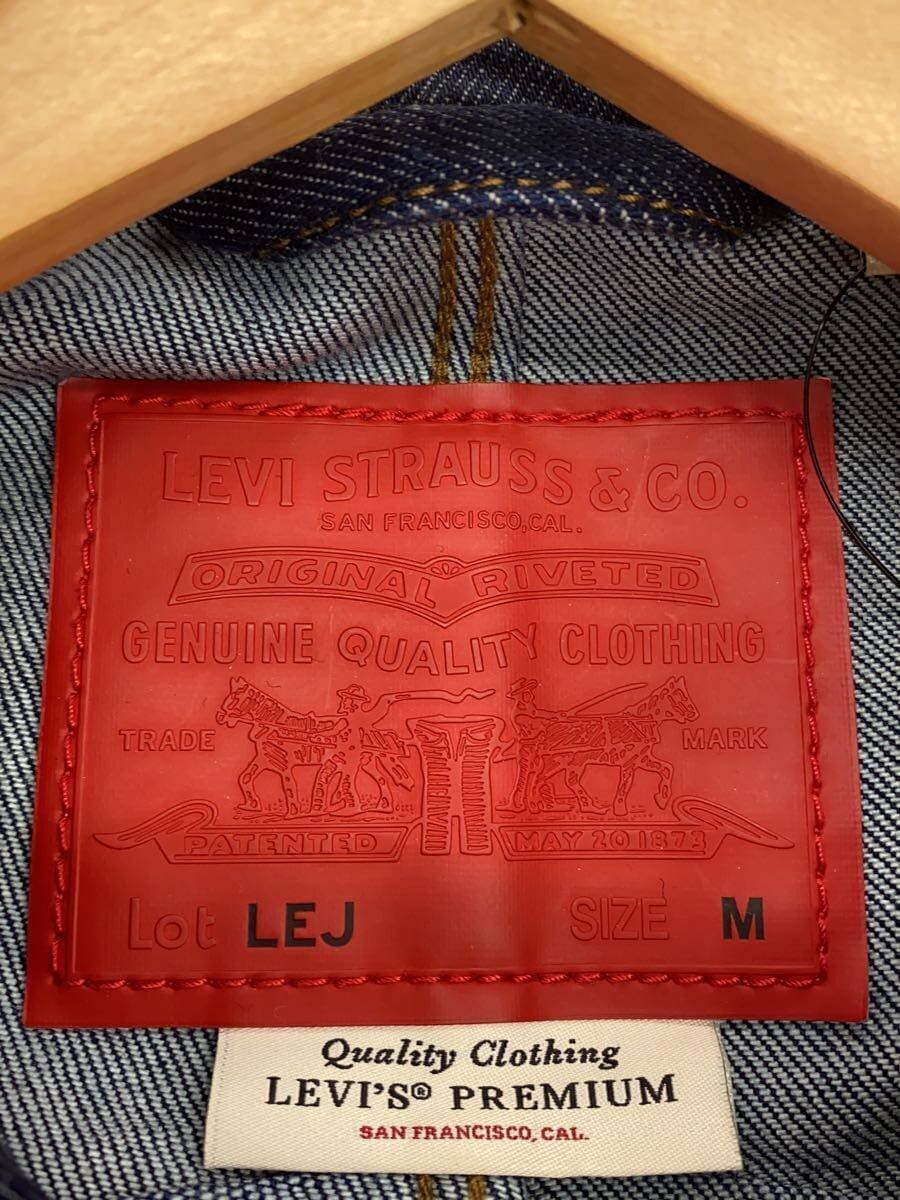 LEVI STRAUSS & CO.
SAN FRANCISCO, CAL.
ORIGINAL RIVETED
GENUINE QUALITY CLOTHING
TRADE MARK
PATENTED MAY 20 1873
Lot LEJ SIZE M
Quality Clothing
LEVI'S® PREMIUM
SAN FRANCISCO, CAL.